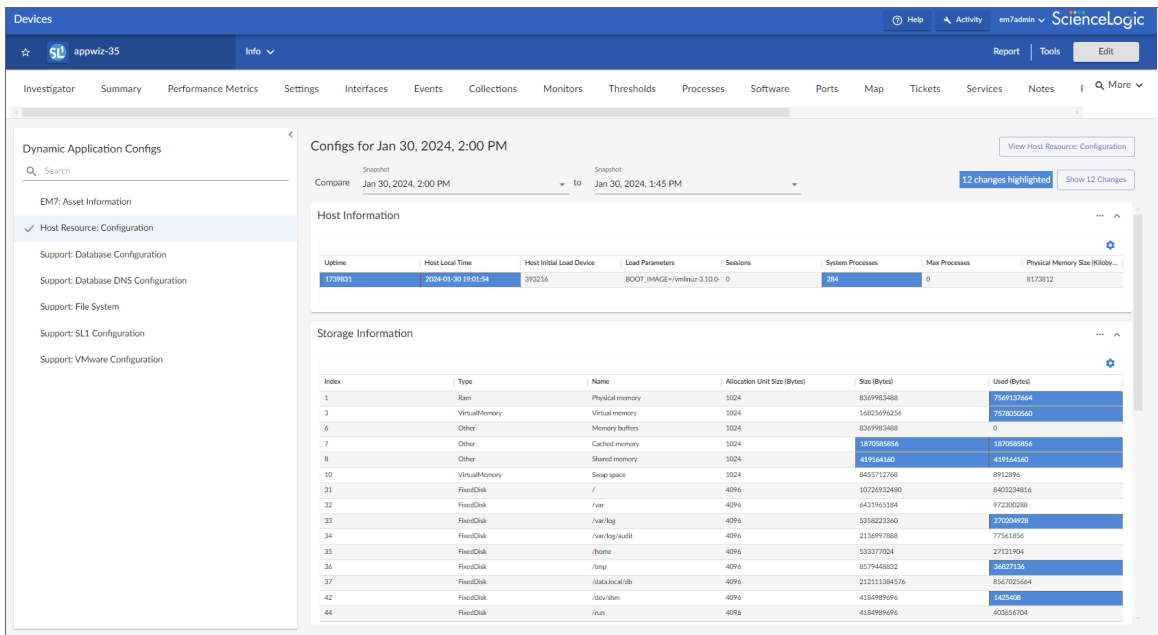 Devices
Help
Activity
em7admin
ScienceLogic
SL1
appwiz-35
Info
Report
Tools
Edit
Investigator Summary Performance Metrics Settings Interfaces Events Collections Monitors Thresholds Processes Software Ports Map Tickets Services Notes More
Dynamic Application Configs
Search
EM7: Asset Information
Host Resource: Configuration
Support: Database Configuration
Support: Database DNS Configuration
Support: File System
Support: SL1 Configuration
Support: VMware Configuration
Configs for Jan 30, 2024, 2:00 PM
View Host Resource: Configuration
Snapshot Snapshot
Compare Jan 30, 2024, 2:00 PM to Jan 30, 2024, 1:45 PM
12 changes highlighted
Show 12 Changes
Host Information
Uptime Host Local Time Host Initial Load Device Load Parameters Sessions System Processes Max Processes Physical Memory Size (Kiloby...
1739831 2024-01-30 19:01:54 393216 BOOT_IMAGE=/vmlinuz-3.10.0- 0 284 0 8173812
Storage Information
Index Type Name Allocation Unit Size (Bytes) Size (Bytes) Used (Bytes)
1 Ram Physical memory 1024 8369983488 7569137664
3 VirtualMemory Virtual memory 1024 16825696256 7578050560
6 Other Memory buffers 1024 8369983488 0
7 Other Cached memory 1024 1870585856 1870585856
8 Other Shared memory 1024 419164160 419164160
10 VirtualMemory Swap space 1024 8455712768 8912896
31 FixedDisk / 4096 10726932480 8403234816
32 FixedDisk /var 4096 6431965184 972300288
33 FixedDisk /var/log 4096 5358223360 270204928
34 FixedDisk /var/log/audit 4096 2136997888 77561856
35 FixedDisk /home 4096 533377024 27131904
36 FixedDisk /tmp 4096 8579448832 36827136
37 FixedDisk /data.local/db 4096 212111384576 8567025664
42 FixedDisk /dev/shm 4096 4184989696 1425408
44 FixedDisk /run 4096 4184989696 403656704